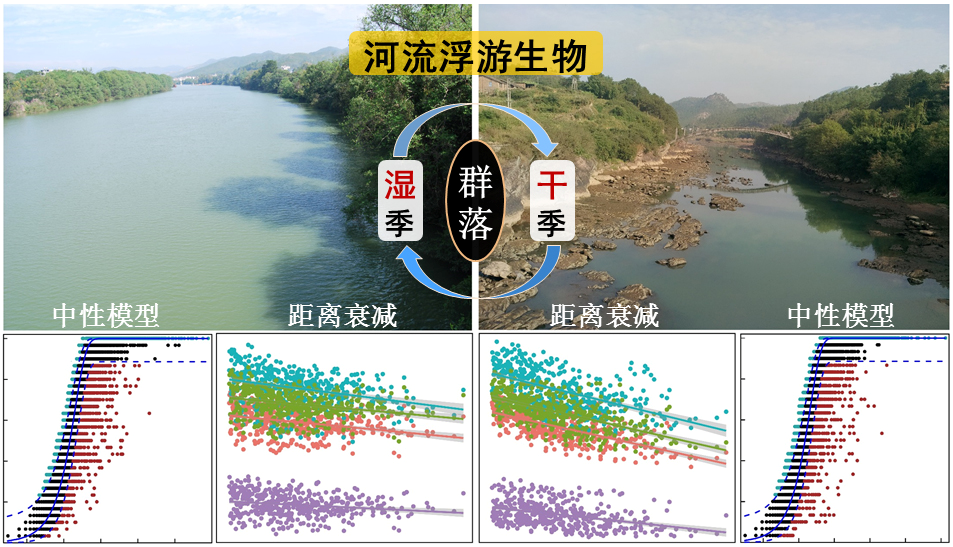 河流浮游生物
湿季
群落
干季
中性模型
距离衰减
距离衰减
中性模型